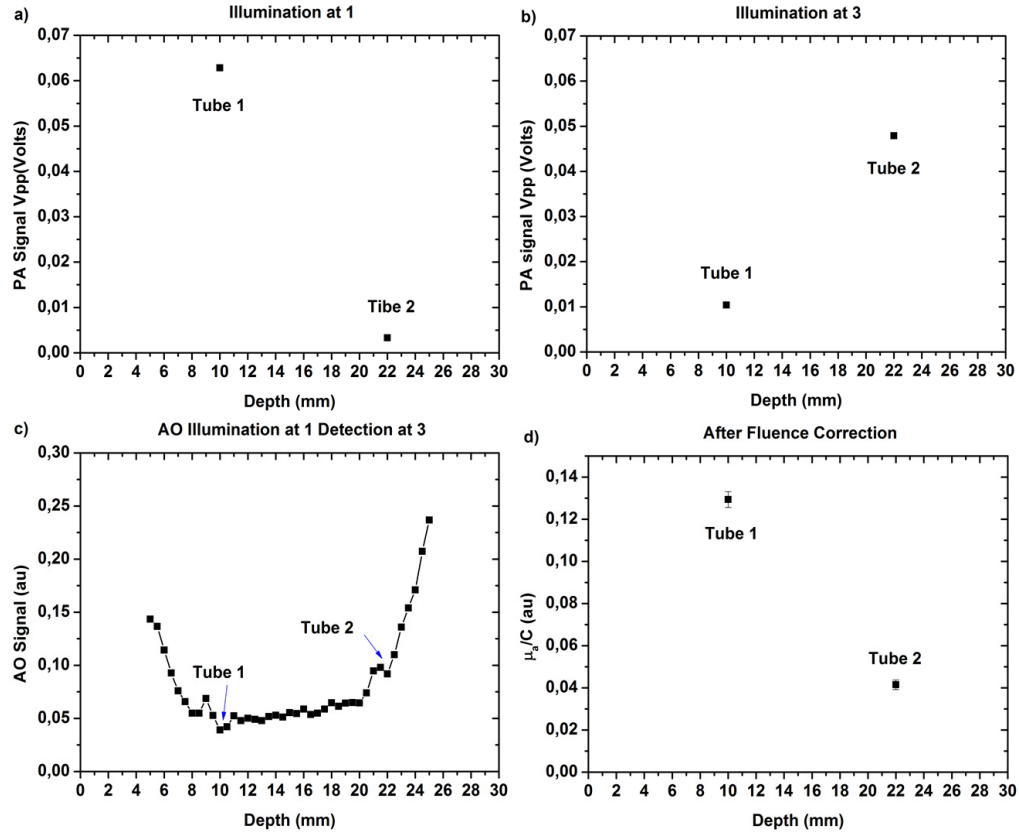 a)
Illumination at 1
0,07
0,06
0,05
0,04
0,03
0,02
0,01
0,00
PA Signal Vpp(Volts)
Tube 1
Tibe 2
0 2 4 6 8 10 12 14 16 18 20 22 24 26 28 30
Depth (mm)
b)
Illumination at 3
0,07
0,06
0,05
0,04
0,03
0,02
0,01
0,00
PA signal Vpp (Volts)
Tube 2
Tube 1
0 2 4 6 8 10 12 14 16 18 20 22 24 26 28 30
Depth (mm)
c)
AO Illumination at 1 Detection at 3
0,30
0,25
0,20
0,15
0,10
0,05
0,00
AO Signal (au)
Tube 2
Tube 1
0 2 4 6 8 10 12 14 16 18 20 22 24 26 28 30
Depth (mm)
d)
After Fluence Correction
0,14
0,12
0,10
0,08
0,06
0,04
0,02
0,00
μa/C (au)
Tube 1
Tube 2
0 2 4 6 8 10 12 14 16 18 20 22 24 26 28 30
Depth (mm)